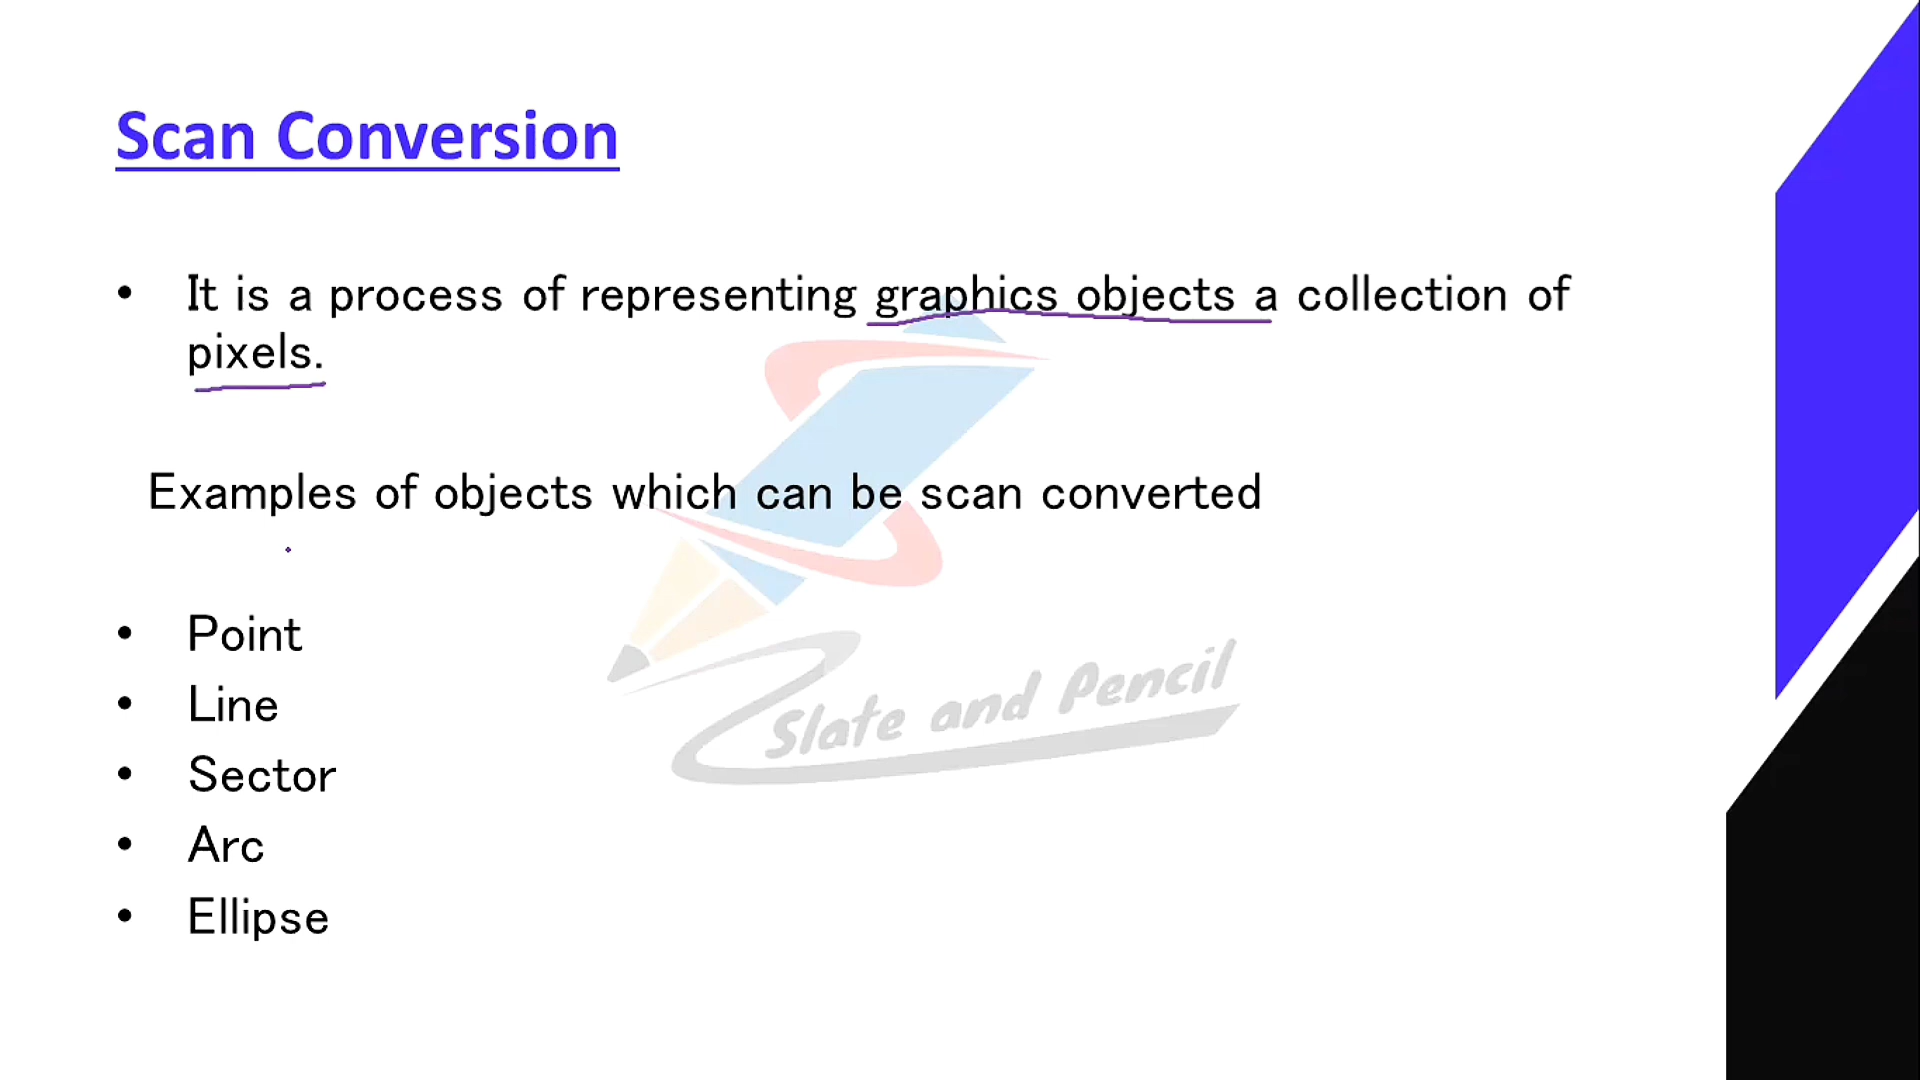 Scan Conversion
• It is a process of representing graphics objects a collection of
pixels.
Examples of objects which can be scan converted
• Point
• Line
• Sector
• Arc
• Ellipse
Slate and Pencil